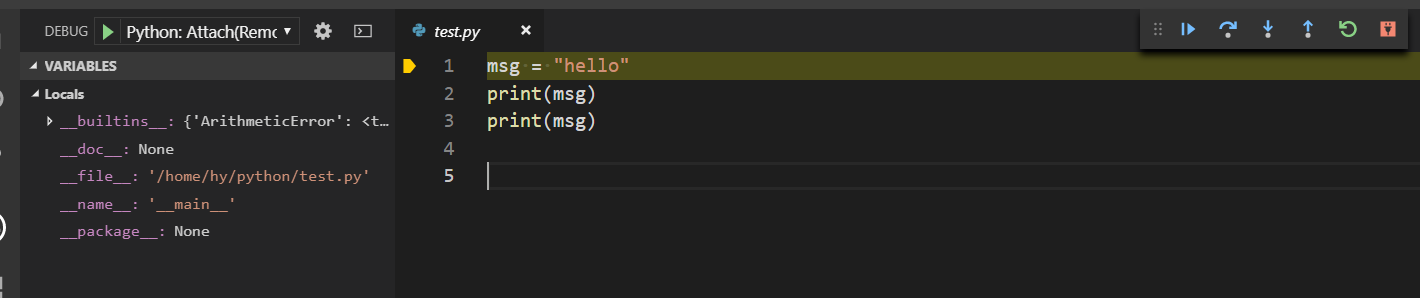 DEBUG Python: Attach(Remo test.py
VARIABLES
Locals
__builtins__: {'ArithmeticError': <t…
__doc__: None
__file__: '/home/hy/python/test.py'
__name__: '__main__'
__package__: None
1 msg = "hello"
2 print(msg)
3 print(msg)
4
5